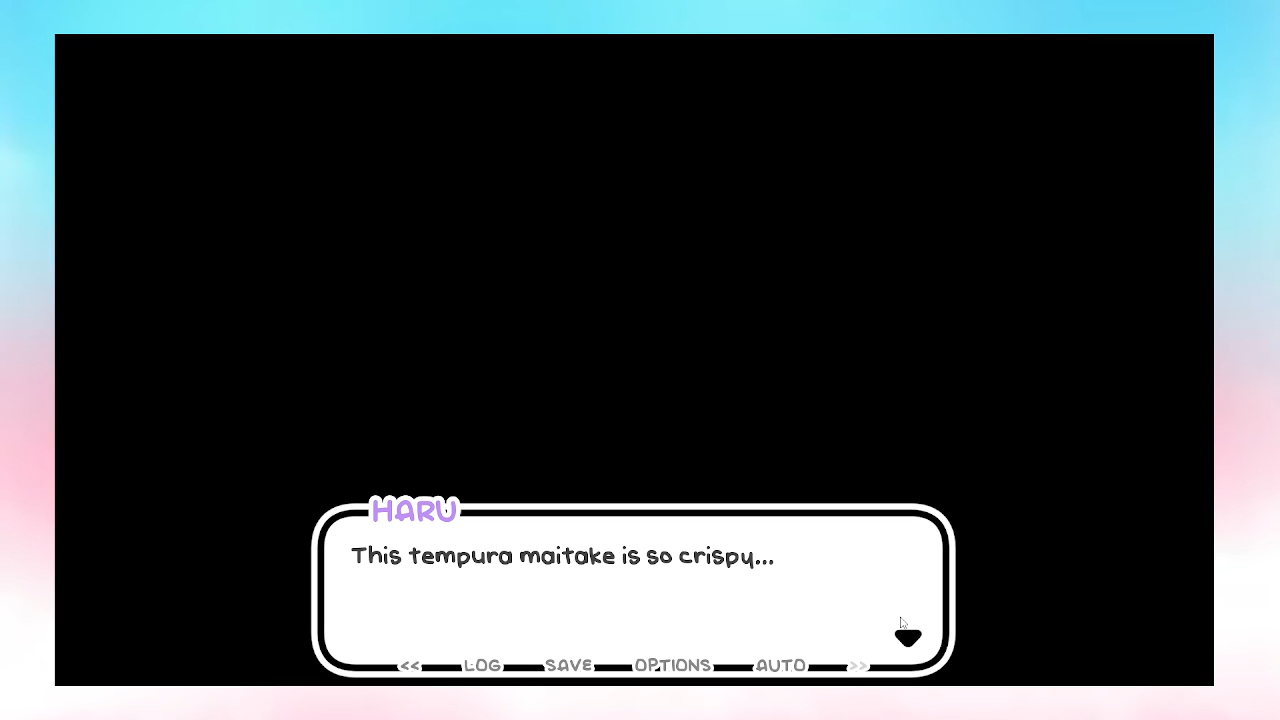 HARU
This tempura maitake is so crispy...
<< LOG SAVE OPTIONS AUTO >>